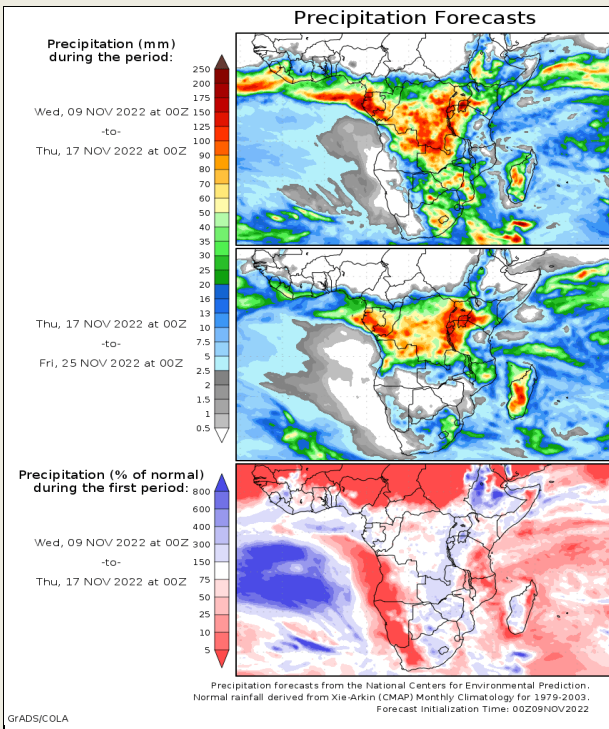 Precipitation Forecasts
Precipitation (mm)
during the period:
Wed, 09 NOV 2022 at 00Z
-to-
Thu, 17 NOV 2022 at 00Z
250
200
175
150
125
100
90
80
70
60
50
40
35
30
25
20
16
13
10
7.5
5
2.5
2
1.5
1
0.5
Thu, 17 NOV 2022 at 00Z
-to-
Fri, 25 NOV 2022 at 00Z
Precipitation (% of normal)
during the first period:
Wed, 09 NOV 2022 at 00Z
-to-
Thu, 17 NOV 2022 at 00Z
800
600
400
300
150
75
50
25
10
5
Precipitation forecasts from the National Centers for Environmental Prediction.
Normal rainfall derived from Xie-Arkin (CMAP) Monthly Climatology for 1979-2003.
Forecast Initialization Time: 00Z09NOV2022
GrADS/COLA